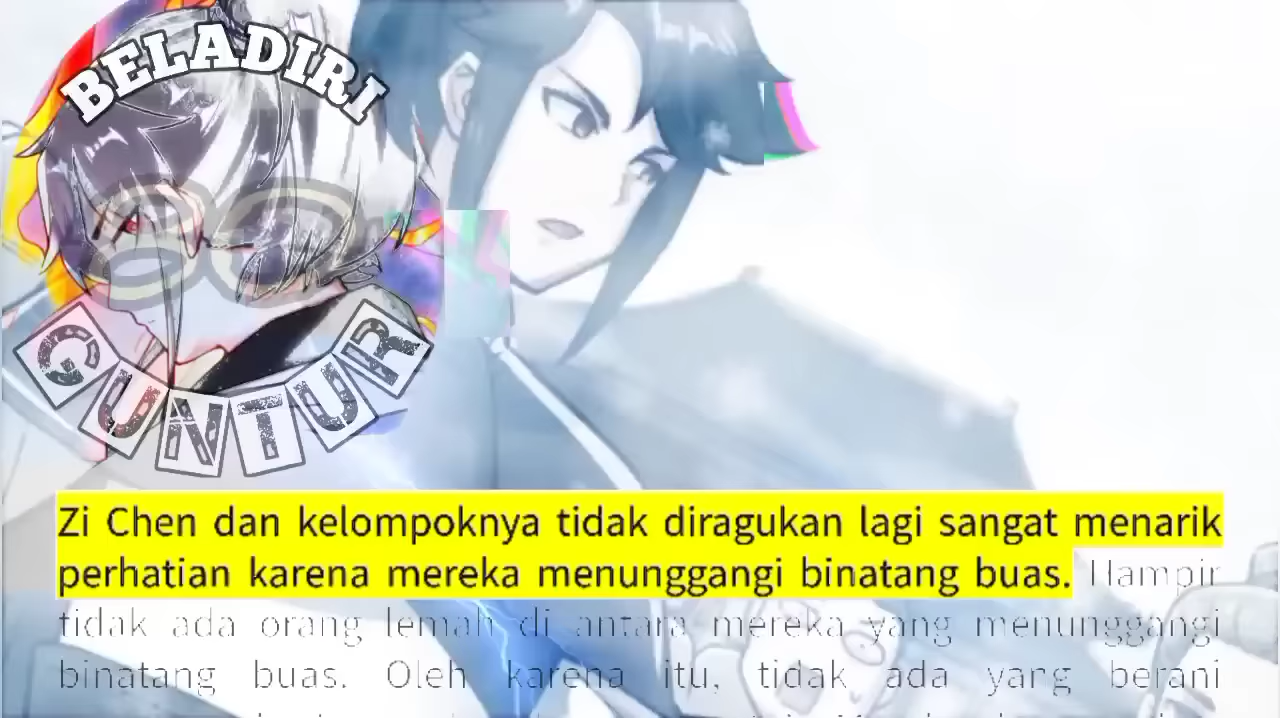 BELADIRI
GUNTUR
Zi Chen dan kelompoknya tidak diragukan lagi sangat menarik
perhatian karena mereka menunggangi binatang buas. Hampir
tidak ada orang lemah di antara mereka yang menunggangi
binatang buas. Oleh karena itu, tidak ada yang berani